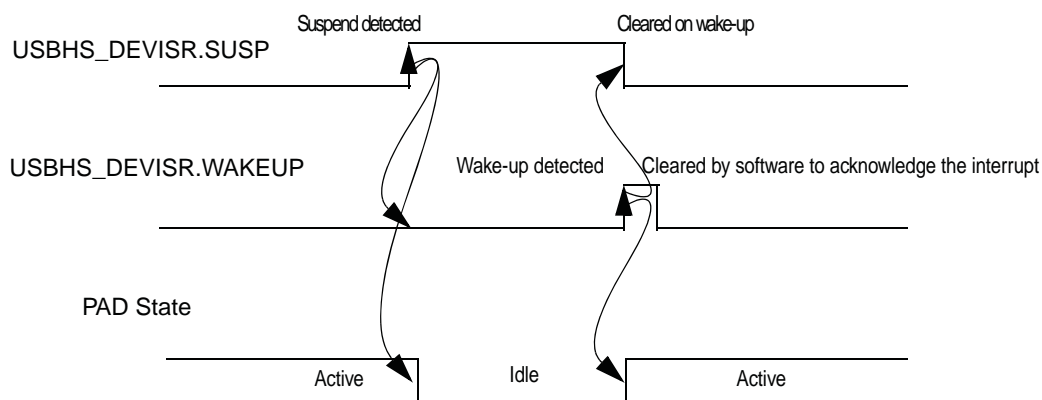 Suspend detected
Cleared on wake-up
USBHS_DEVISR.SUSP
USBHS_DEVISR.WAKEUP
Wake-up detected
Cleared by software to acknowledge the interrupt
PAD State
Active
Idle
Active